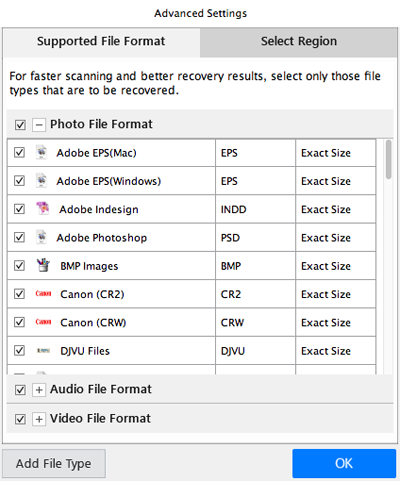 Advanced Settings
Supported File Format Select Region
For faster scanning and better recovery results, select only those file
types that are to be recovered.
Photo File Format
Adobe EPS(Mac) EPS Exact Size
Adobe EPS(Windows) EPS Exact Size
Adobe Indesign INDD Exact Size
Adobe Photoshop PSD Exact Size
BMP Images BMP Exact Size
Canon Canon (CR2) CR2 Exact Size
Canon Canon (CRW) CRW Exact Size
DJVU Files DJVU Exact Size
Audio File Format
Video File Format
Add File Type OK